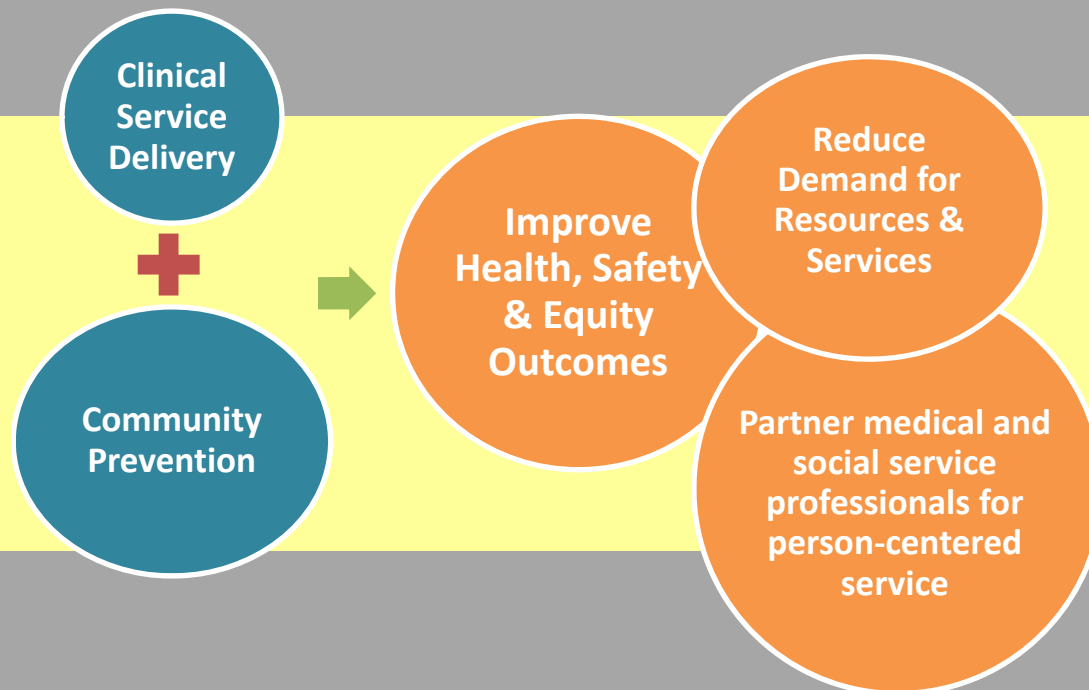 Clinical
Service
Delivery
Community
Prevention
Improve
Health, Safety
& Equity
Outcomes
Reduce
Demand for
Resources &
Services
Partner medical and
social service
professionals for
person-centered
service